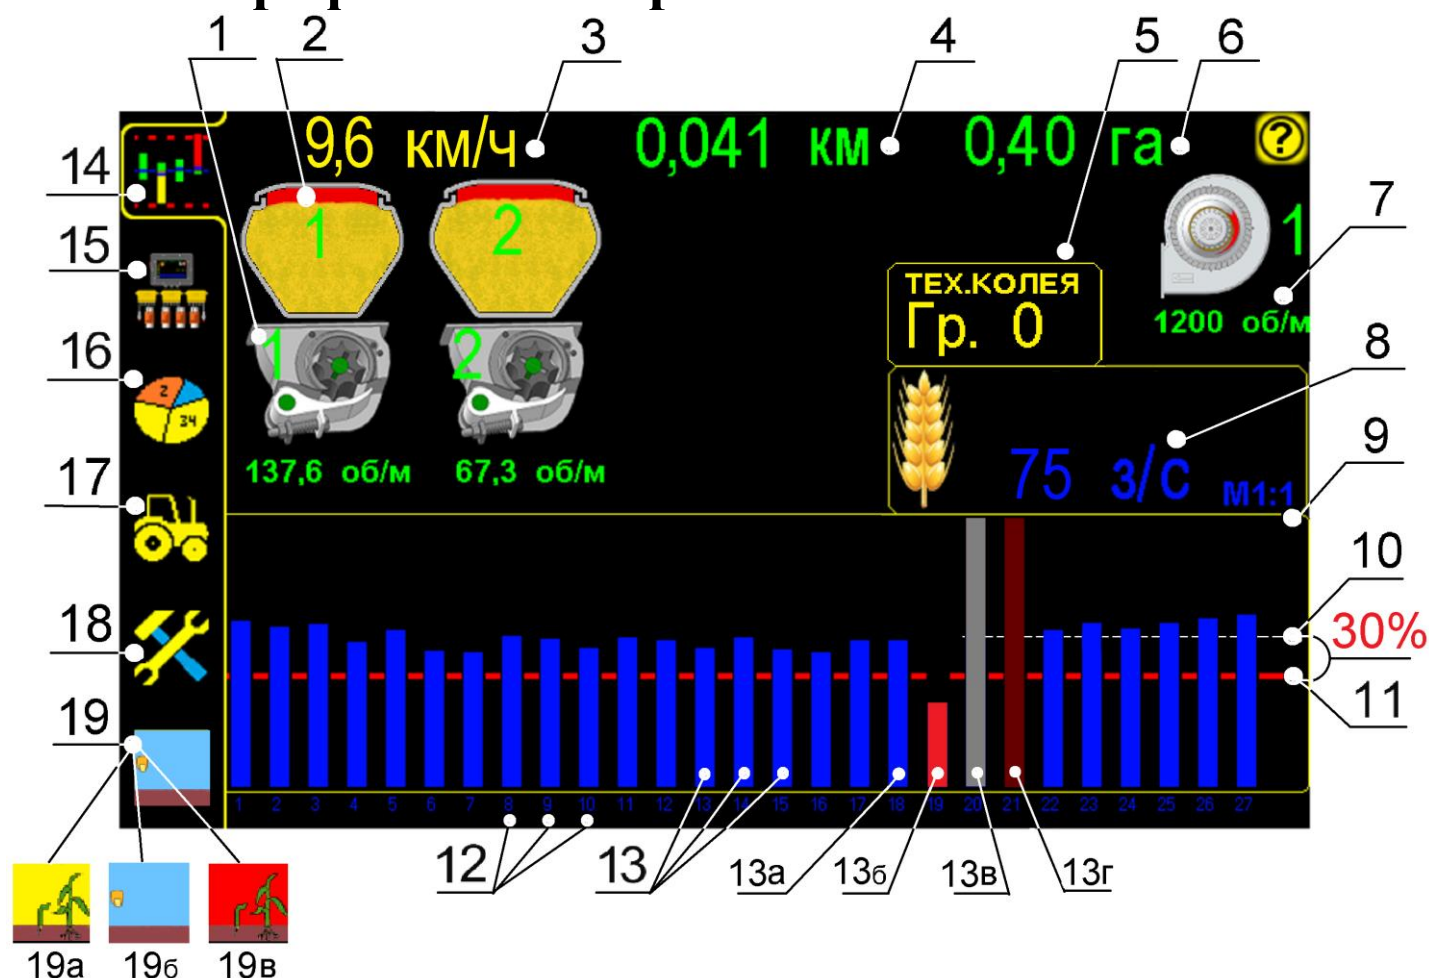 1 2 3 4 5 6
9,6 км/ч 0,041 км 0,40 га ?
14
1 2 1 7
15
ТЕХ.КОЛЕЯ
Гр. 0
1200 об/м
16 1 2 8
2
34
137,6 об/м 67,3 об/м
75 з/с М1:1
9
17
10
30%
18
11
19
1 2 3 4 5 6 7 8 9 10 11 12 13 14 15 16 17 18 19 20 21 22 23 24 25 26 27
12 13 13а 13б 13в 13г
19а 19б 19в